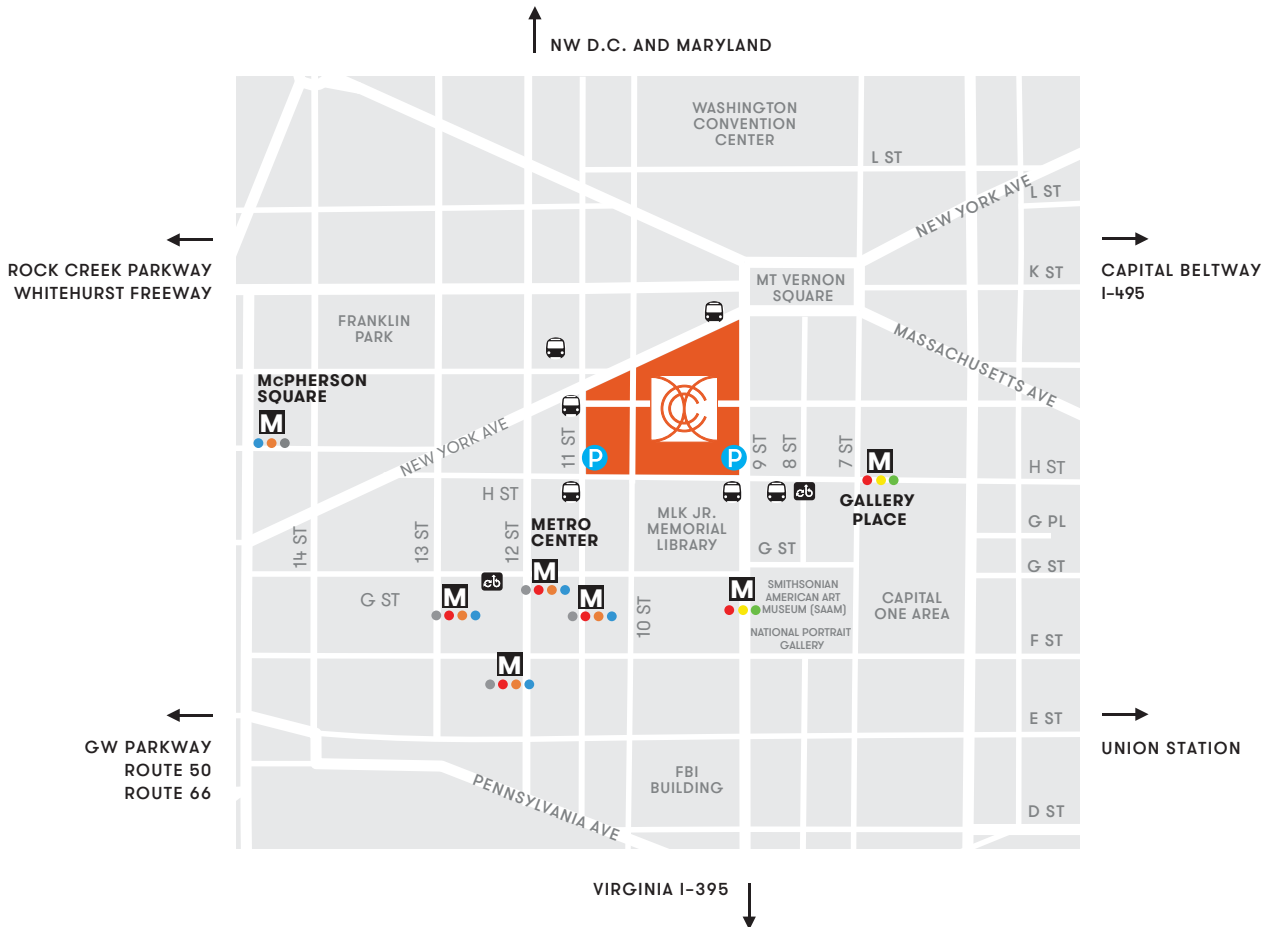 NW D.C. AND MARYLAND
WASHINGTON
CONVENTION
CENTER
L ST
NEW YORK AVE
L ST
ROCK CREEK PARKWAY
WHITEHURST FREEWAY
K ST
CAPITAL BELTWAY
I-495
MT VERNON
SQUARE
FRANKLIN
PARK
MASSACHUSETTS AVE
McPHERSON
SQUARE
M
CC
NEW YORK AVE
11 ST
P
P
9 ST
8 ST
7 ST
M
H ST
GALLERY
PLACE
H ST
cb
MLK JR.
MEMORIAL
LIBRARY
METRO
CENTER
14 ST
13 ST
12 ST
G PL
G ST
G ST
M
cb
M
M
M
SMITHSONIAN
AMERICAN ART
MUSEUM (SAAM)
NATIONAL PORTRAIT
GALLERY
CAPITAL
ONE AREA
G ST
10 ST
F ST
M
E ST
GW PARKWAY
ROUTE 50
ROUTE 66
UNION STATION
FBI
BUILDING
PENNSYLVANIA AVE
D ST
VIRGINIA I-395